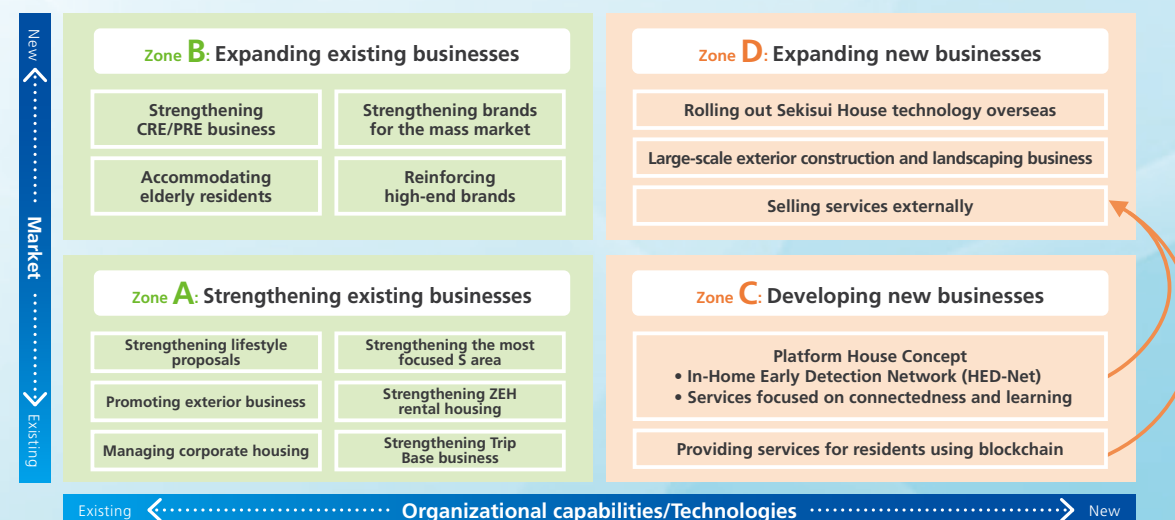 New
Market
Existing
Zone B: Expanding existing businesses
Strengthening
CRE/PRE business
Strengthening brands
for the mass market
Accommodating
elderly residents
Reinforcing
high-end brands
Zone D: Expanding new businesses
Rolling out Sekisui House technology overseas
Large-scale exterior construction and landscaping business
Selling services externally
Zone A: Strengthening existing businesses
Strengthening lifestyle
proposals
Strengthening the most
focused S area
Promoting exterior business
Strengthening ZEH
rental housing
Managing corporate housing
Strengthening Trip
Base business
Zone C: Developing new businesses
Platform House Concept
• In-Home Early Detection Network (HED-Net)
• Services focused on connectedness and learning
Providing services for residents using blockchain
Existing Organizational capabilities/Technologies New